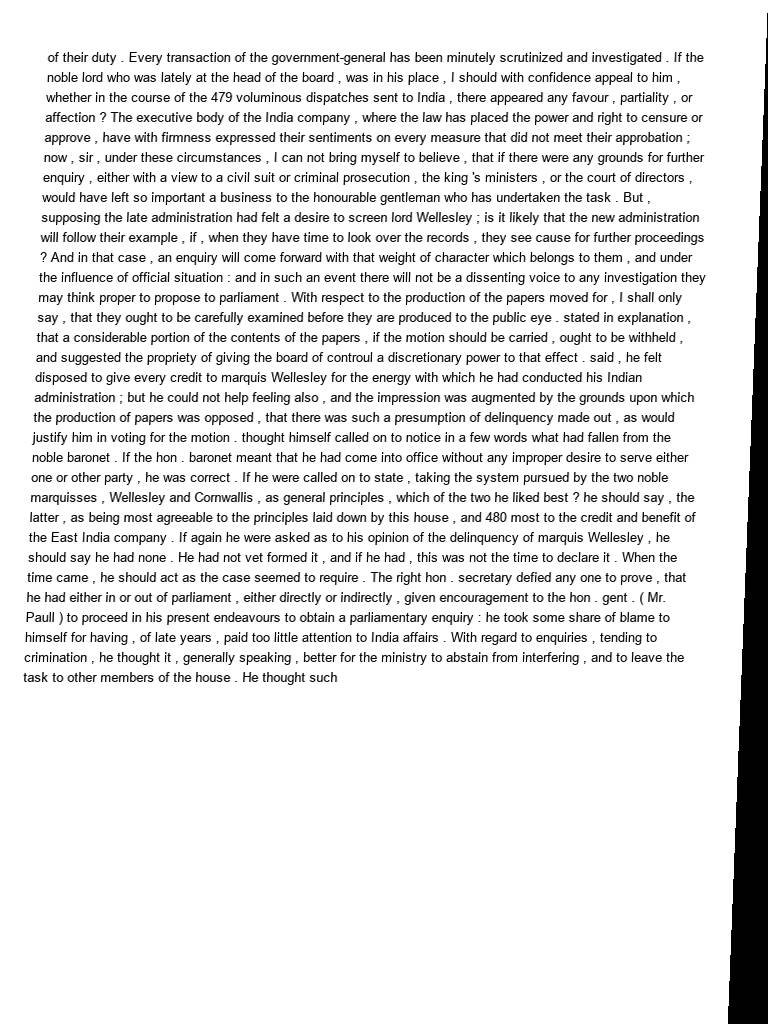 of their duty . Every transaction of the government-general has been minutely scrutinized and investigated . If the
noble lord who was lately at the head of the board , was in his place , I should with confidence appeal to him ,
whether in the course of the 479 voluminous dispatches sent to India , there appeared any favour , partiality , or
affection ? The executive body of the India company , where the law has placed the power and right to censure or
approve , have with firmness expressed their sentiments on every measure that did not meet their approbation ;
now , sir , under these circumstances , I can not bring myself to believe , that if there were any grounds for further
enquiry , either with a view to a civil suit or criminal prosecution , the king 's ministers , or the court of directors ,
would have left so important a business to the honourable gentleman who has undertaken the task . But ,
supposing the late administration had felt a desire to screen lord Wellesley ; is it likely that the new administration
will follow their example , if , when they have time to look over the records , they see cause for further proceedings
? And in that case , an enquiry will come forward with that weight of character which belongs to them , and under
the influence of official situation : and in such an event there will not be a dissenting voice to any investigation they
may think proper to propose to parliament . With respect to the production of the papers moved for , I shall only
say , that they ought to be carefully examined before they are produced to the public eye . stated in explanation ,
that a considerable portion of the contents of the papers , if the motion should be carried , ought to be withheld ,
and suggested the propriety of giving the board of controul a discretionary power to that effect . said , he felt
disposed to give every credit to marquis Wellesley for the energy with which he had conducted his Indian
administration ; but he could not help feeling also , and the impression was augmented by the grounds upon which
the production of papers was opposed , that there was such a presumption of delinquency made out , as would
justify him in voting for the motion . thought himself called on to notice in a few words what had fallen from the
noble baronet . If the hon . baronet meant that he had come into office without any improper desire to serve either
one or other party , he was correct . If he were called on to state , taking the system pursued by the two noble
marquisses , Wellesley and Cornwallis , as general principles , which of the two he liked best ? he should say , the
latter , as being most agreeable to the principles laid down by this house , and 480 most to the credit and benefit of
the East India company . If again he were asked as to his opinion of the delinquency of marquis Wellesley , he
should say he had none . He had not vet formed it , and if he had , this was not the time to declare it . When the
time came , he should act as the case seemed to require . The right hon . secretary defied any one to prove , that
he had either in or out of parliament , either directly or indirectly , given encouragement to the hon . gent . ( Mr.
Paull ) to proceed in his present endeavours to obtain a parliamentary enquiry : he took some share of blame to
himself for having , of late years , paid too little attention to India affairs . With regard to enquiries , tending to
crimination , he thought it , generally speaking , better for the ministry to abstain from interfering , and to leave the
task to other members of the house . He thought such